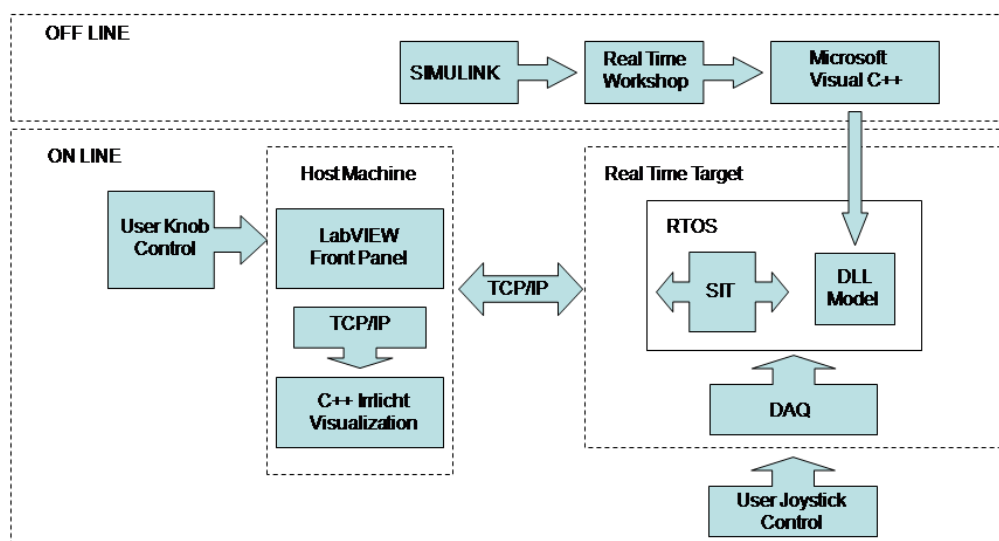 OFF LINE
SIMULINK
Real Time
Workshop
Microsoft
Visual C++
ON LINE
Host Machine
Real Time Target
User Knob
Control
LabVIEW
Front Panel
RTOS
TCP/IP
SIT
DLL
Model
TCP/IP
C++ Irrlicht
Visualization
DAQ
User Joystick
Control